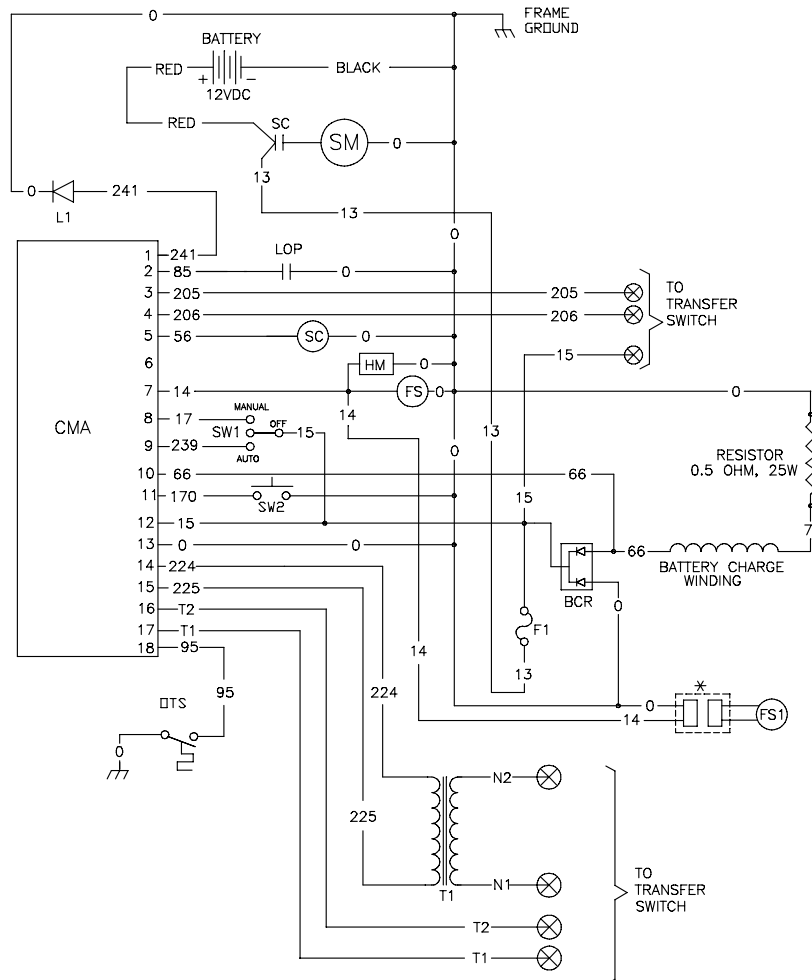 0
FRAME
GROUND
BATTERY
RED
+
-
BLACK
12VDC
RED
SC
SM
0
13
0
241
L1
13
0
1
241
LOP
2
85
0
3
205
205
TO
TRANSFER
SWITCH
4
206
206
5
56
SC
0
15
6
HM
0
7
14
FS
0
0
CMA
14
MANUAL
8
17
SW1
OFF
15
13
9
239
AUTO
0
RESISTOR
0.5 OHM, 25W
10
66
66
11
170
SW2
15
12
15
7
13
0
0
66
BATTERY CHARGE
WINDING
14
224
15
225
BCR
0
16
T2
F1
17
T1
18
95
14
13
95
224
*
OTS
0
14
FS1
0
N2
225
N1
T1
TO
TRANSFER
SWITCH
T2
T1